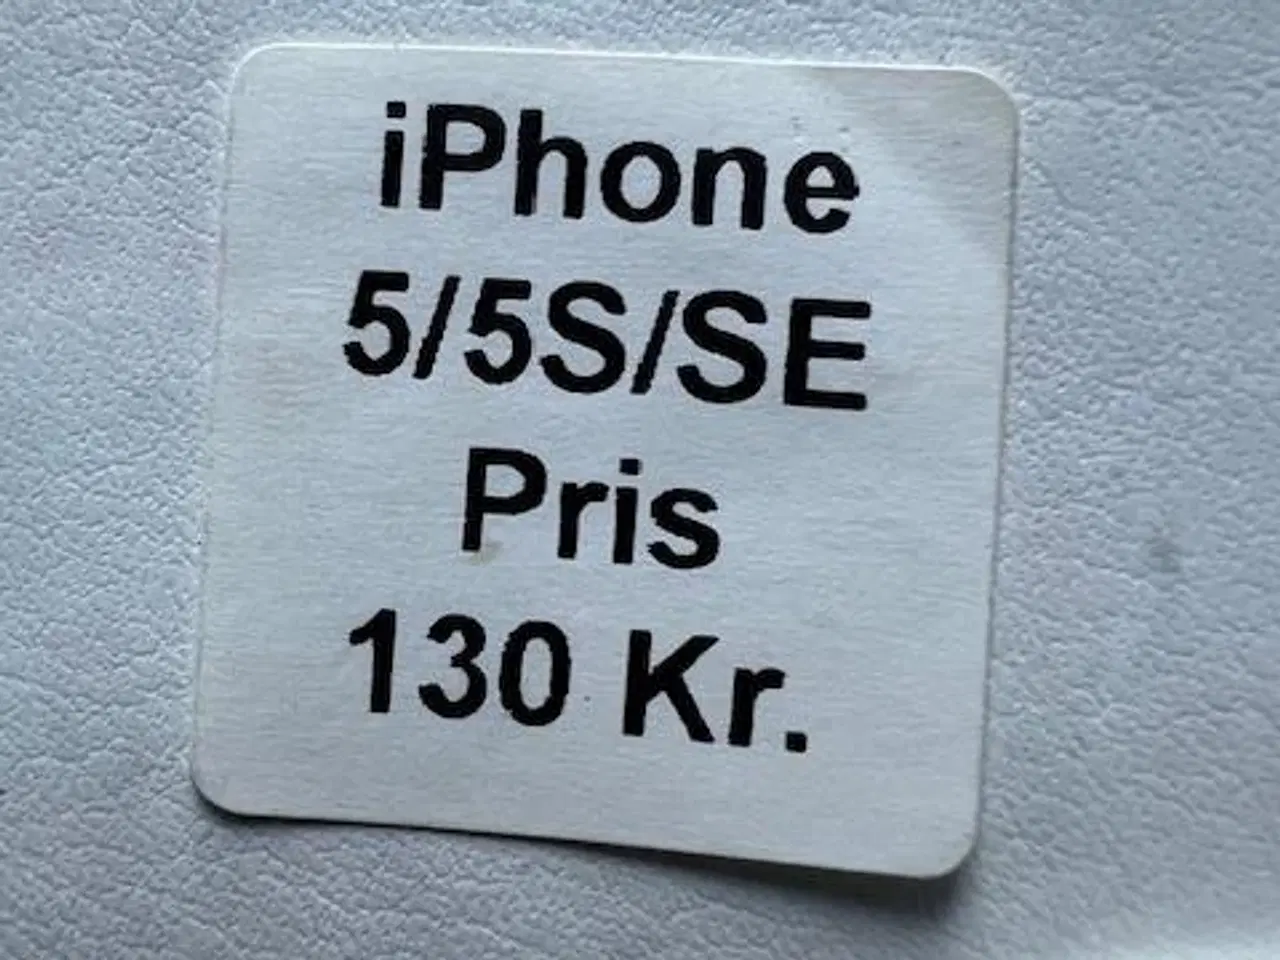 iPhone
5/5S/SE
Pris
130 Kr.